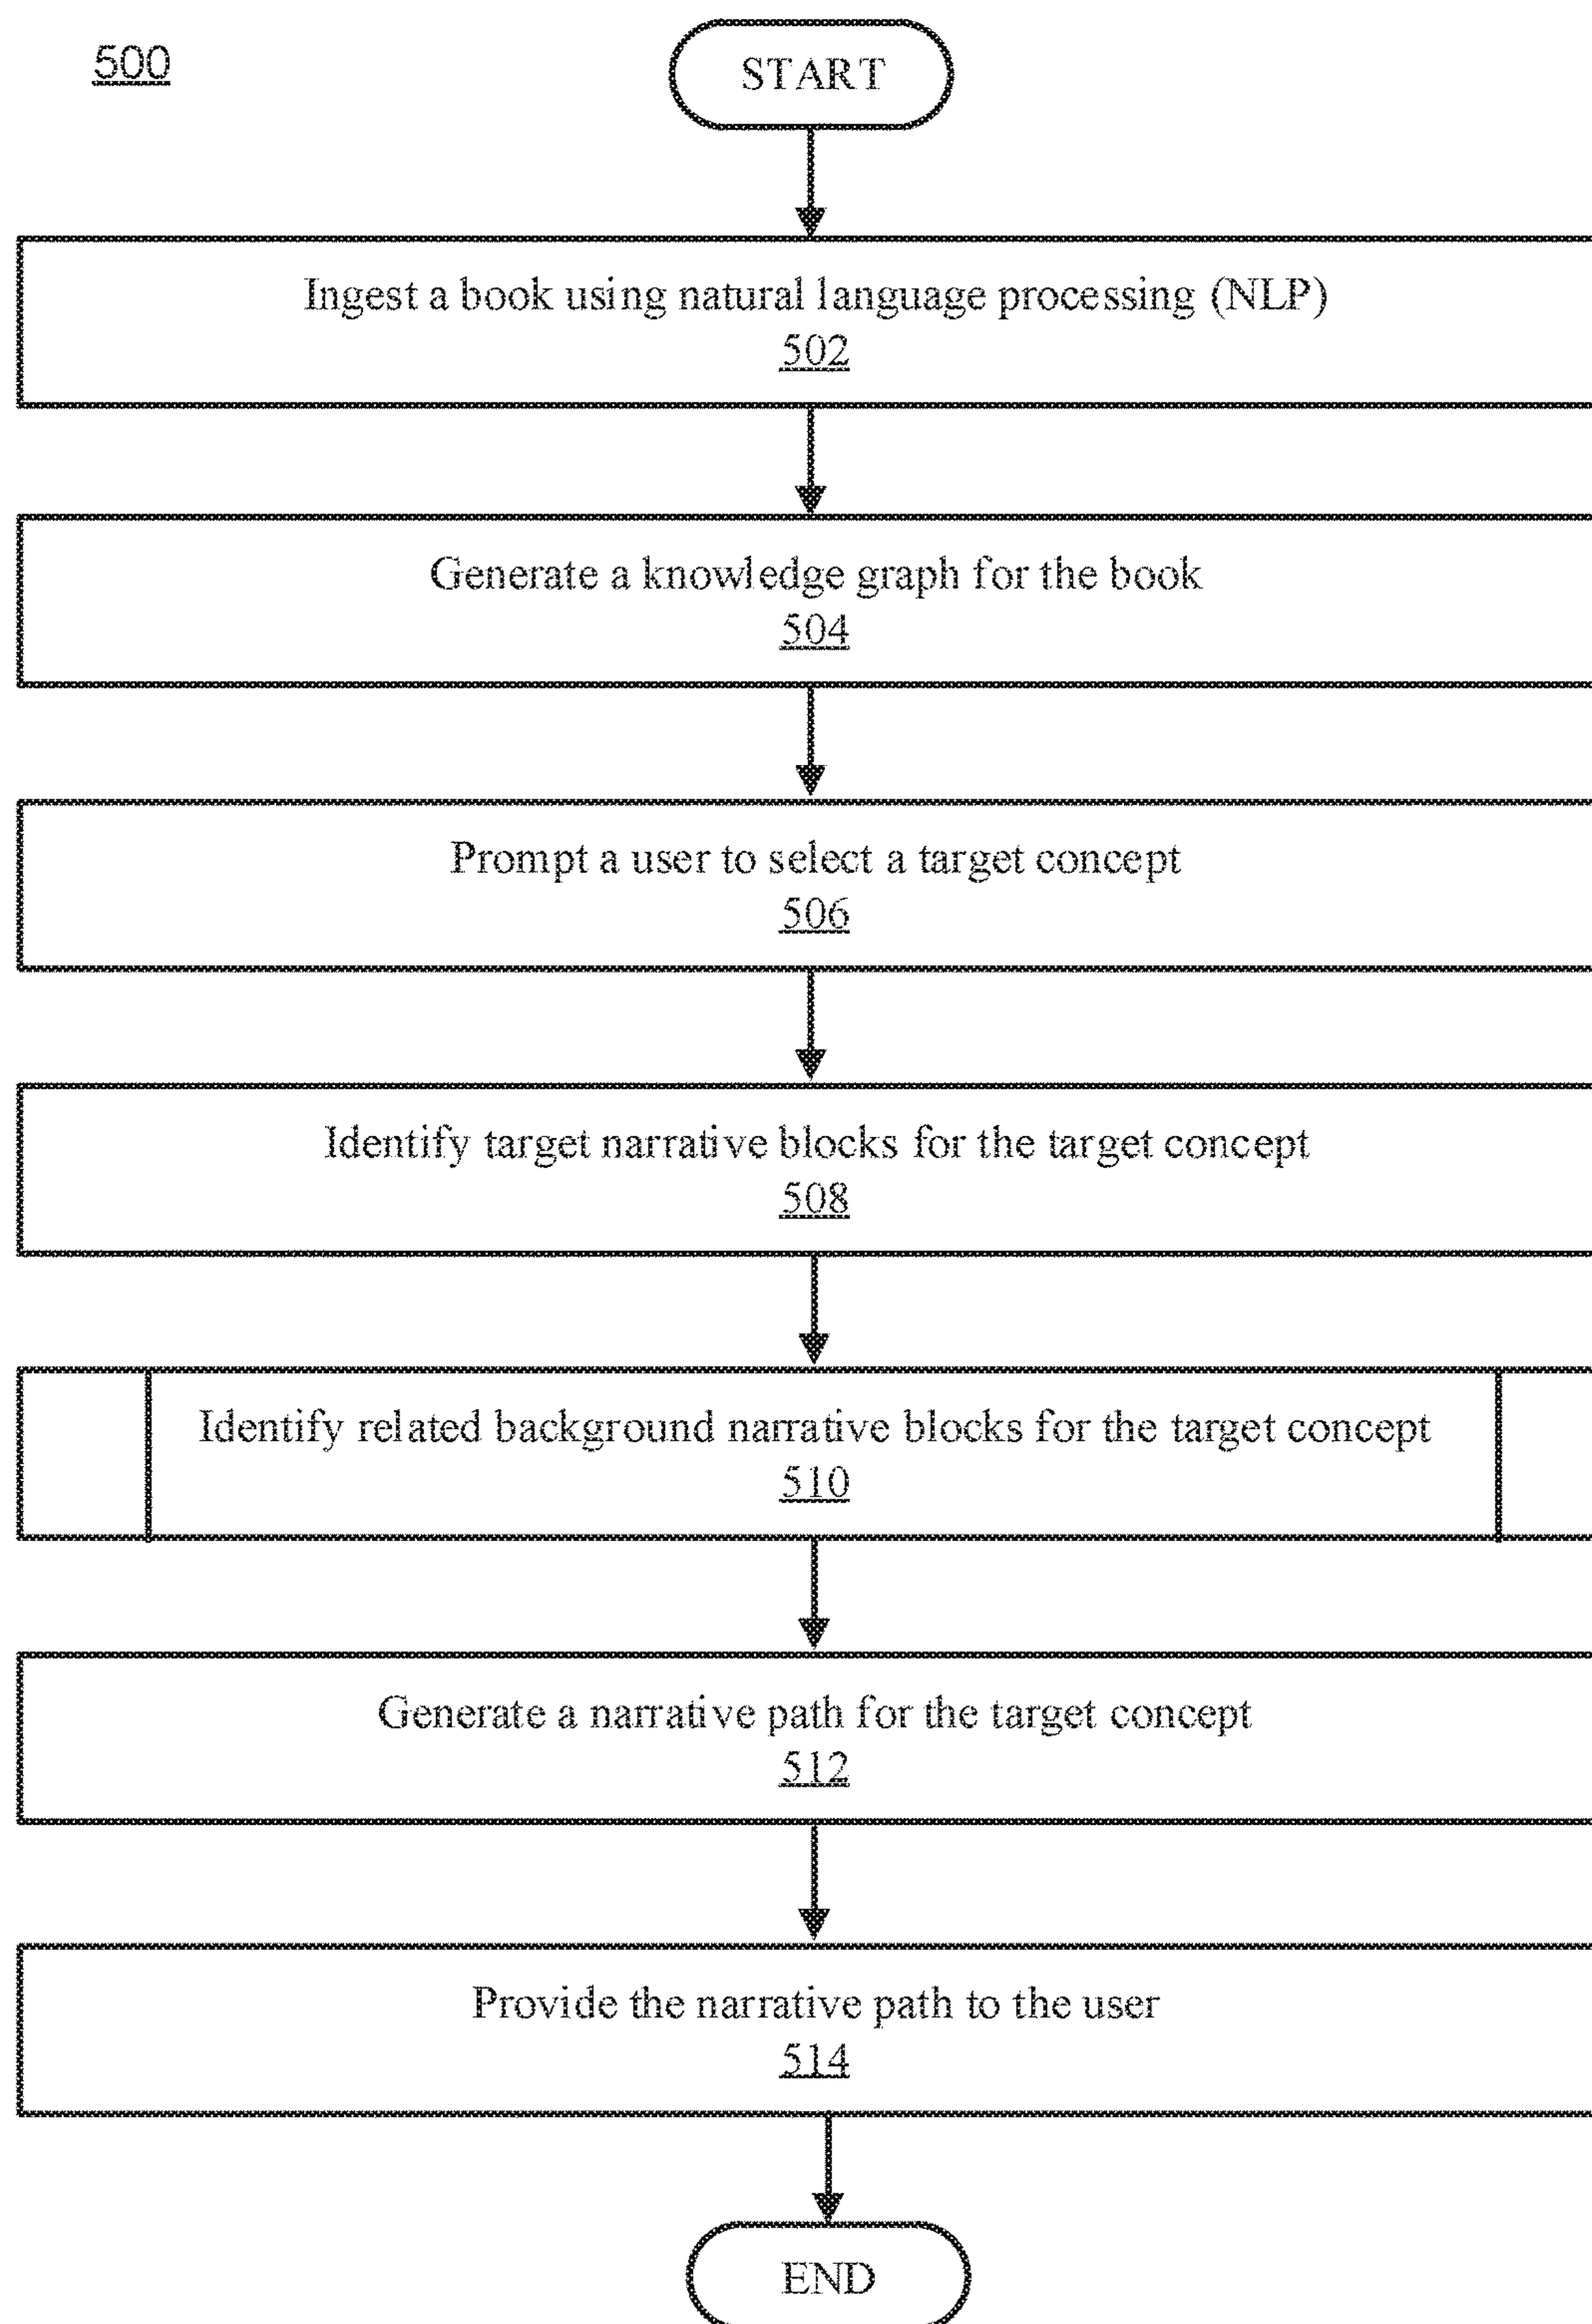 500
START
Ingest a book using natural language processing (NLP)
502
Generate a knowledge graph for the book
504
Prompt a user to select a target concept
506
Identify target narrative blocks for the target concept
508
Identify related background narrative blocks for the target concept
510
Generate a narrative path for the target concept
512
Provide the narrative path to the user
514
END